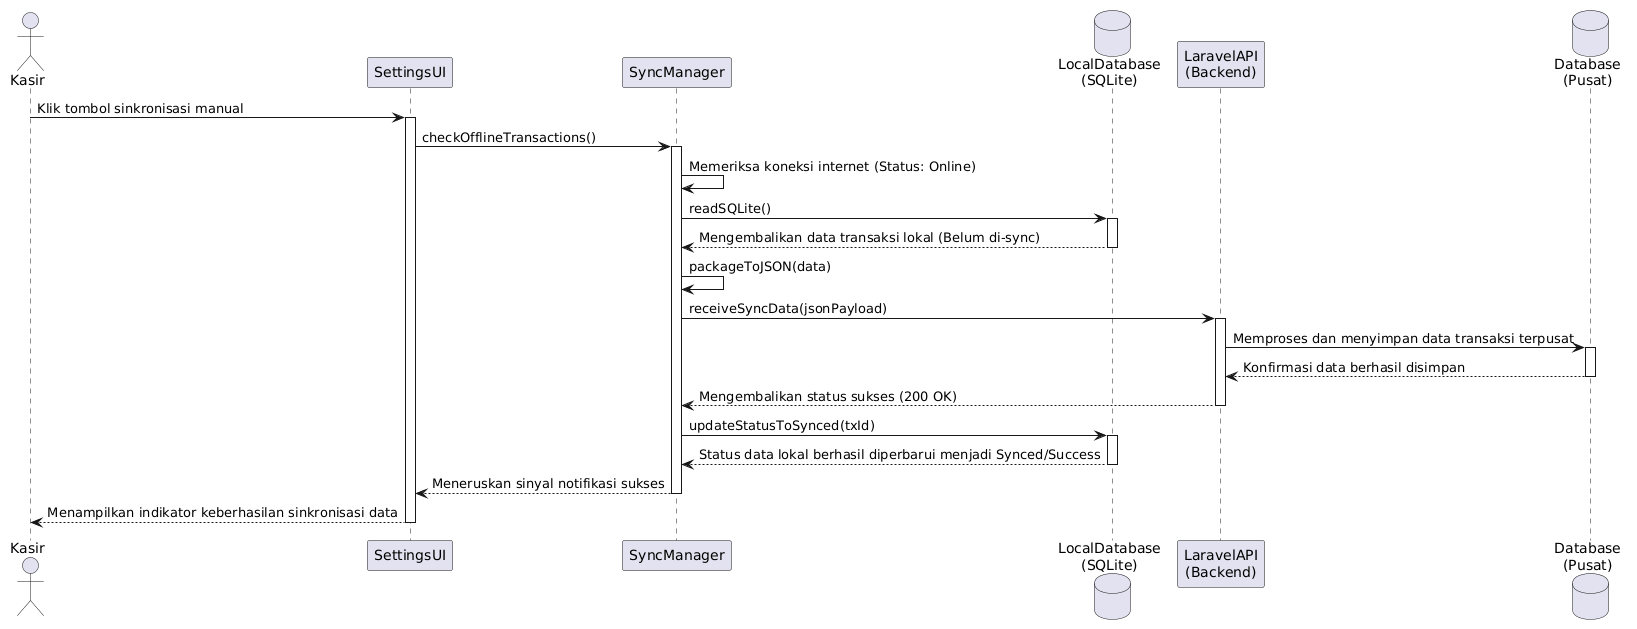 Kasir
SettingsUI
SyncManager
LocalDatabase
(SQLite)
LaravelAPI
(Backend)
Database
(Pusat)
Klik tombol sinkronisasi manual
checkOfflineTransactions()
Memeriksa koneksi internet (Status: Online)
readSQLite()
Mengembalikan data transaksi lokal (Belum di-sync)
packageToJSON(data)
receiveSyncData(jsonPayload)
Memproses dan menyimpan data transaksi terpusat
Konfirmasi data berhasil disimpan
Mengembalikan status sukses (200 OK)
updateStatusToSynced(txId)
Status data lokal berhasil diperbarui menjadi Synced/Success
Meneruskan sinyal notifikasi sukses
Menampilkan indikator keberhasilan sinkronisasi data
Kasir
SettingsUI
SyncManager
LocalDatabase
(SQLite)
LaravelAPI
(Backend)
Database
(Pusat)